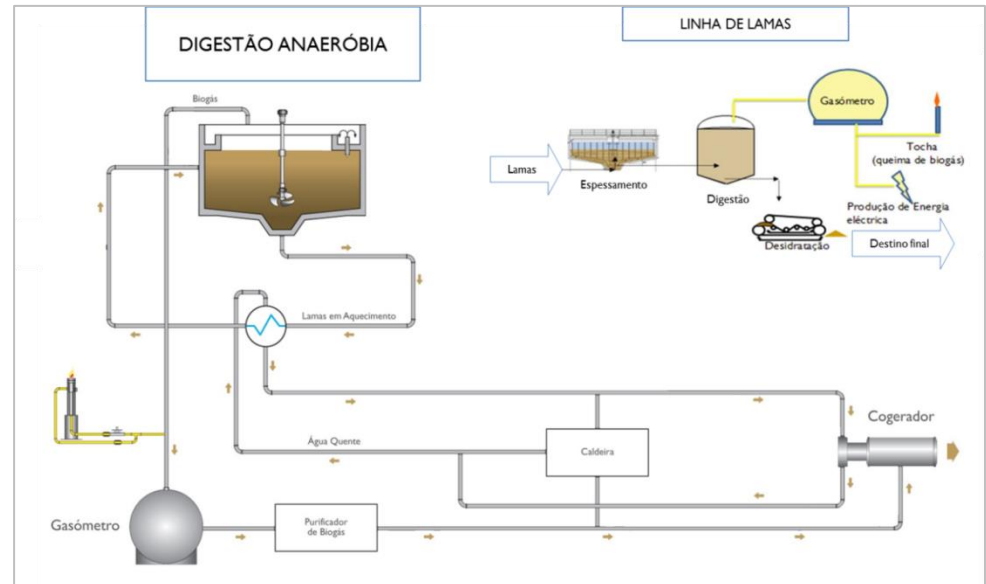 DIGESTÃO ANAERÓBIA
LINHA DE LAMAS
Biogás
Gasómetro
Tocha
(queima de biogás)
Lamas
Espessamento
Digestão
Produção de Energia
eléctrica
Desidratação
Destino final
Lamas em Aquecimento
Cogerador
Água Quente
Caldeira
Gasómetro
Purificador
de Biogás